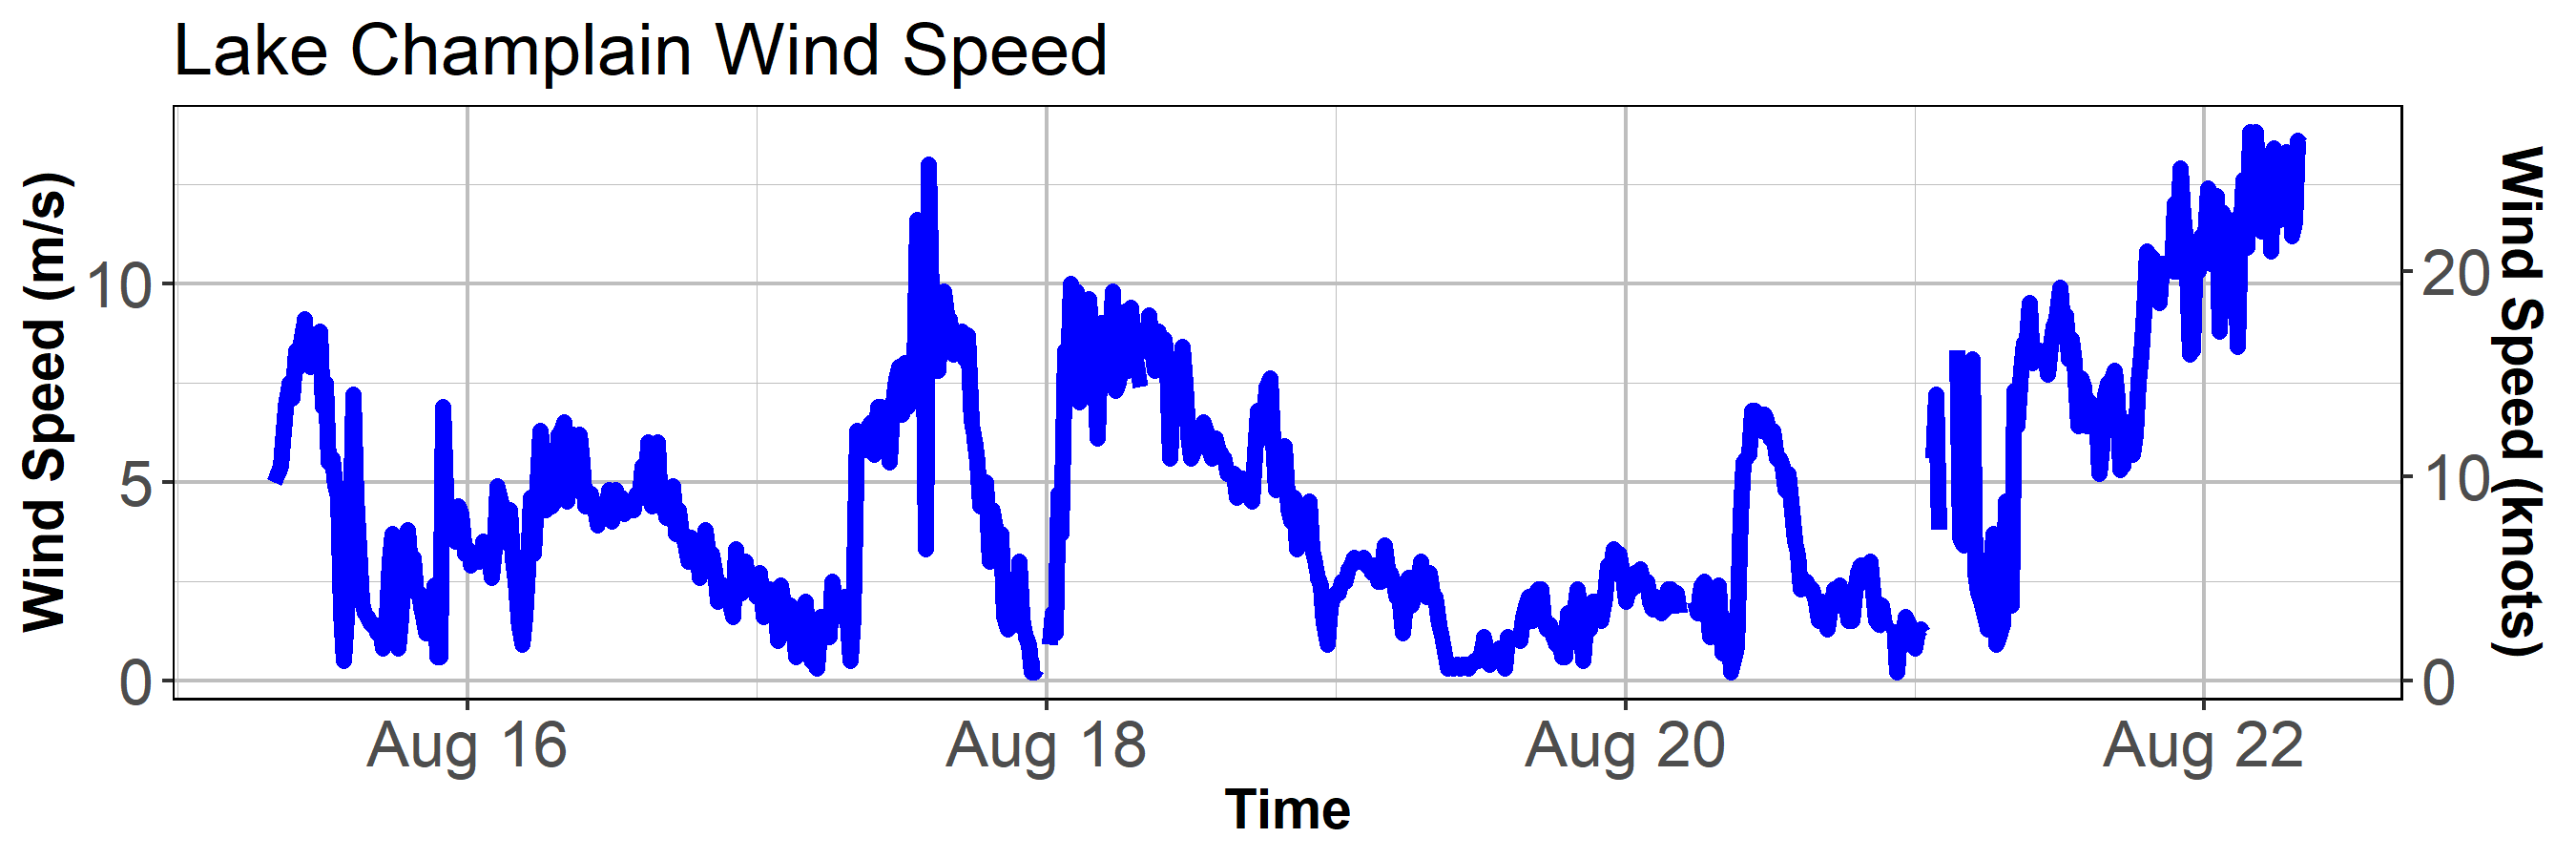 Lake Champlain Wind Speed
Wind Speed (m/s)
10
5
0
20
10
0
Wind Speed (knots)
Aug 16
Aug 18
Aug 20
Aug 22
Time